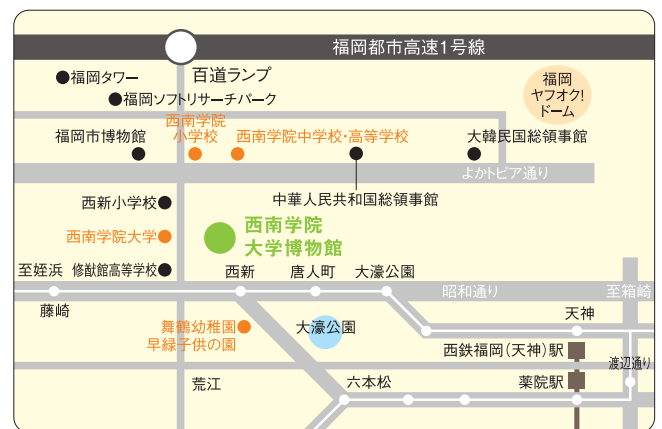 福岡都市高速1号線
百道ランプ
福岡タワー
福岡ソフトリサーチパーク
福岡
ヤフオク!
ドーム
福岡市博物館
西南学院
小学校
西南学院中学校・高等学校
大韓民国総領事館
よかトピア通り
中華人民共和国総領事館
西新小学校
西南学院大学
西南学院
大学博物館
至姪浜
修猷館高等学校
西新
唐人町
大濠公園
昭和通り
至箱崎
藤崎
天神
舞鶴幼稚園
早緑子供の園
大濠公園
西鉄福岡(天神)駅
渡辺通り
荒江
六本松
薬院駅